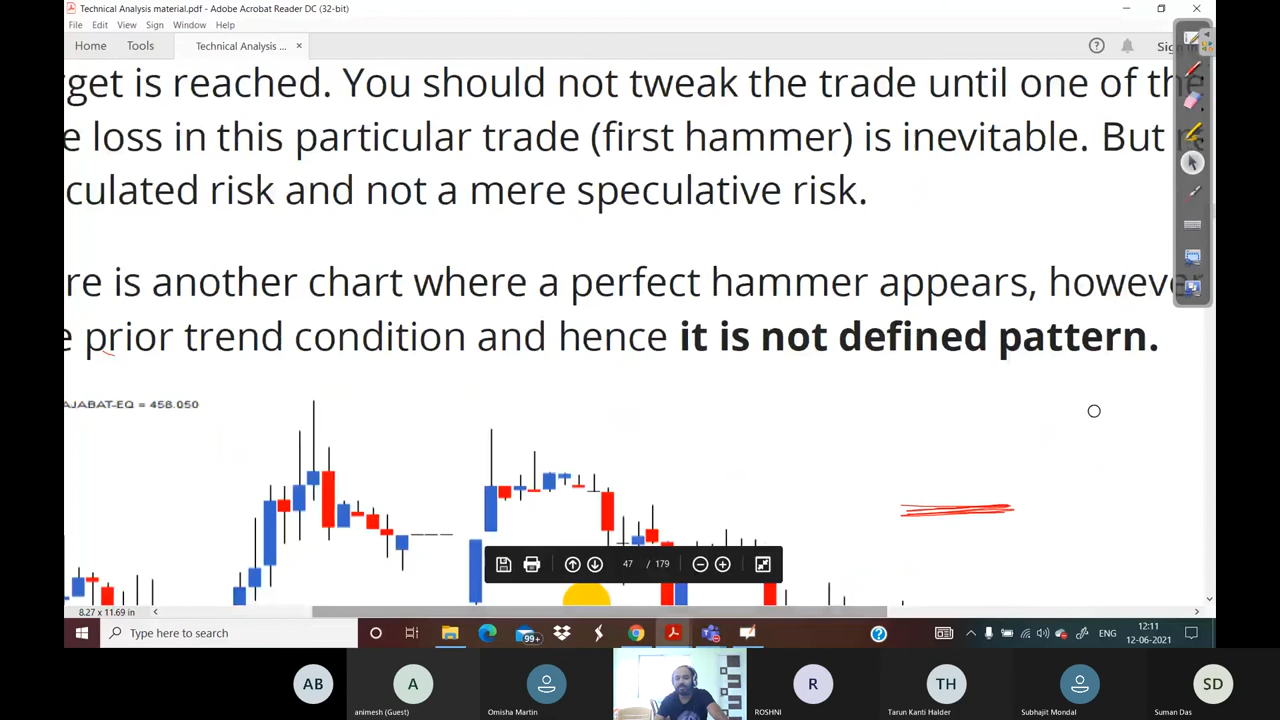 Technical Analysis material.pdf - Adobe Acrobat Reader DC (32-bit)
File Edit View Sign Window Help
Home Tools Technical Analysis ... ×
rget is reached. You should not tweak the trade until one of the
loss in this particular trade (first hammer) is inevitable. But
culated risk and not a mere speculative risk.
re is another chart where a perfect hammer appears, howev
prior trend condition and hence it is not defined pattern.
AJABAT-EQ = 458.050
47 / 179
8.27 x 11.69 in
Type here to search
99+
ENG
12:11
12-06-2021
AB
A
R
TH
SD
animesh (Guest)
Omisha Martin
ROSHNI
Tarun Kanti Halder
Subhajit Mondal
Suman Das